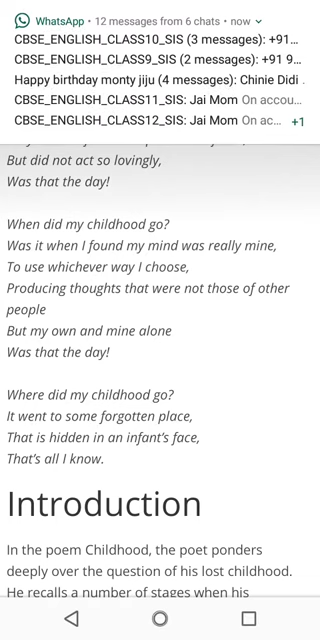 WhatsApp • 12 messages from 6 chats • now
CBSE_ENGLISH_CLASS10_SIS (3 messages): +91...
CBSE_ENGLISH_CLASS9_SIS (2 messages): +91 9...
Happy birthday monty jiju (4 messages): Chinie Didi
CBSE_ENGLISH_CLASS11_SIS: Jai Mom On accou...
CBSE_ENGLISH_CLASS12_SIS: Jai Mom On ac... +1
But did not act so lovingly,
Was that the day!
When did my childhood go?
Was it when I found my mind was really mine,
To use whichever way I choose,
Producing thoughts that were not those of other
people
But my own and mine alone
Was that the day!
Where did my childhood go?
It went to some forgotten place,
That is hidden in an infant's face,
That's all I know.
Introduction
In the poem Childhood, the poet ponders
deeply over the question of his lost childhood.
He recalls a number of stages when his